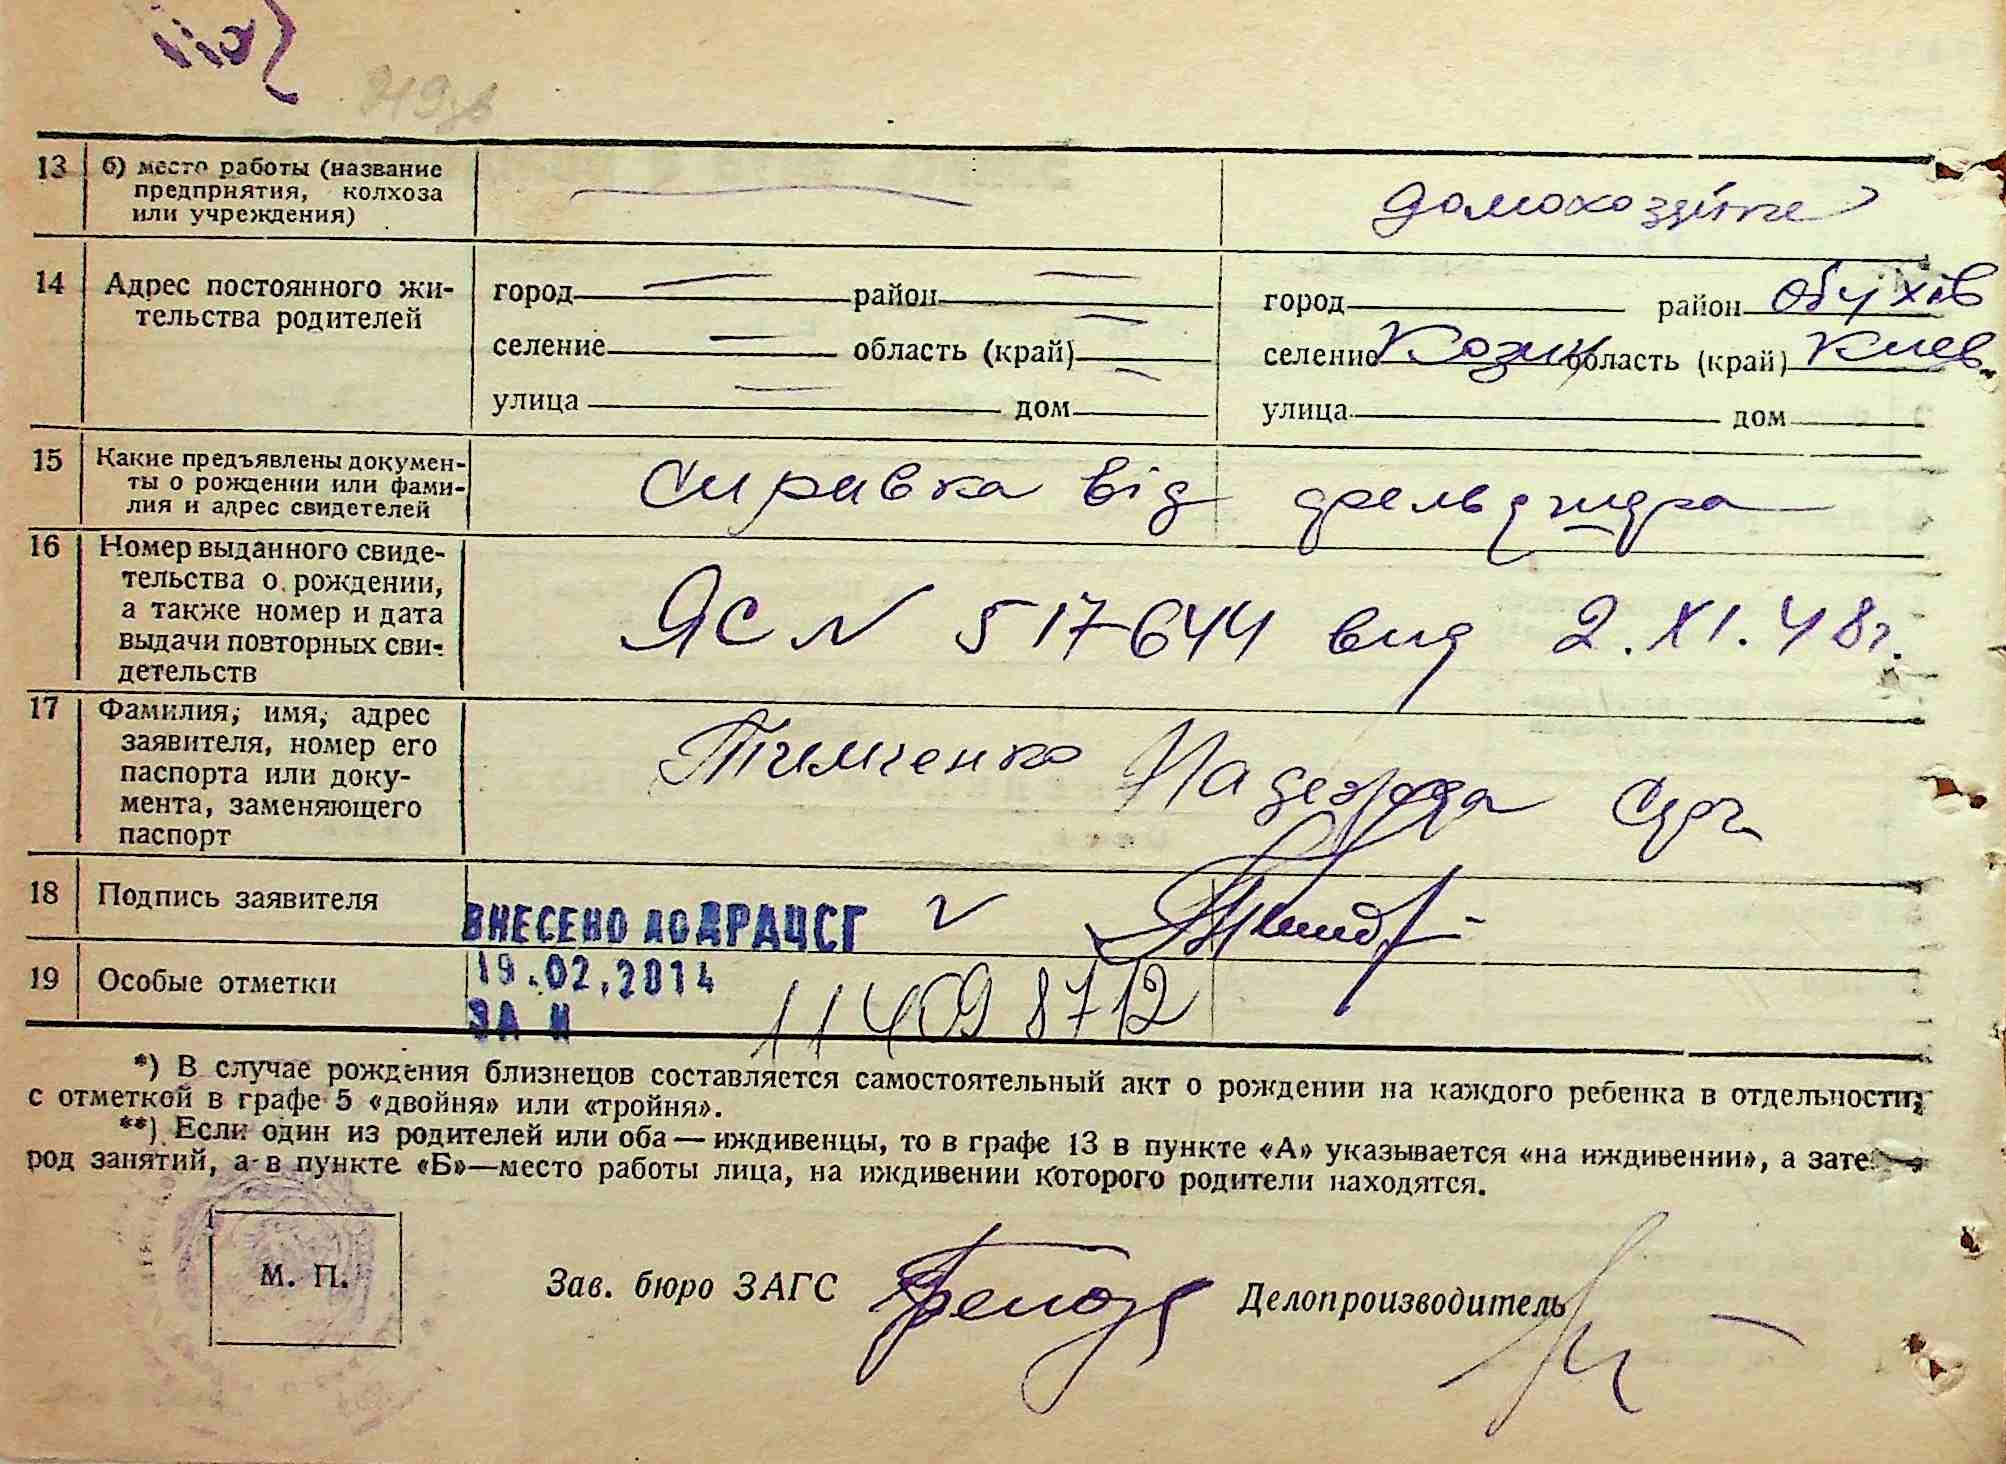 13 б) место работы (название
предприятия, колхоза
или учреждения)
домохозяйке
14 Адрес постоянного жи-
тельства родителей
город район город район Обухів
селение область (край) селение Козин область (край) Киев.
улица дом улица дом
15 Какие предъявлены докумен-
ты о рождении или фами-
лия и адрес свидетелей
Справка від фельдшера
16 Номер выданного свиде-
тельства о рождении,
а также номер и дата
выдачи повторных сви-
детельств
ЯС N 517644 вид 2.XI.48г.
17 Фамилия, имя, адрес
заявителя, номер его
паспорта или доку-
мента, заменяющего
паспорт
Тимченко Надежда
18 Подпись заявителя
ВНЕСЕНО ДО ДРАЦСГ
19 Особые отметки
19.02.2014
ЗА N 114098712
*) В случае рождения близнецов составляется самостоятельный акт о рождении на каждого ребенка в отдельности,
с отметкой в графе 5 «двойня» или «тройня».
**) Если один из родителей или оба — иждивенцы, то в графе 13 в пункте «А» указывается «на иждивении», а зате
род занятий, а в пункте «Б»—место работы лица, на иждивении которого родители находятся.
М. П.
Зав. бюро ЗАГС Делопроизводитель